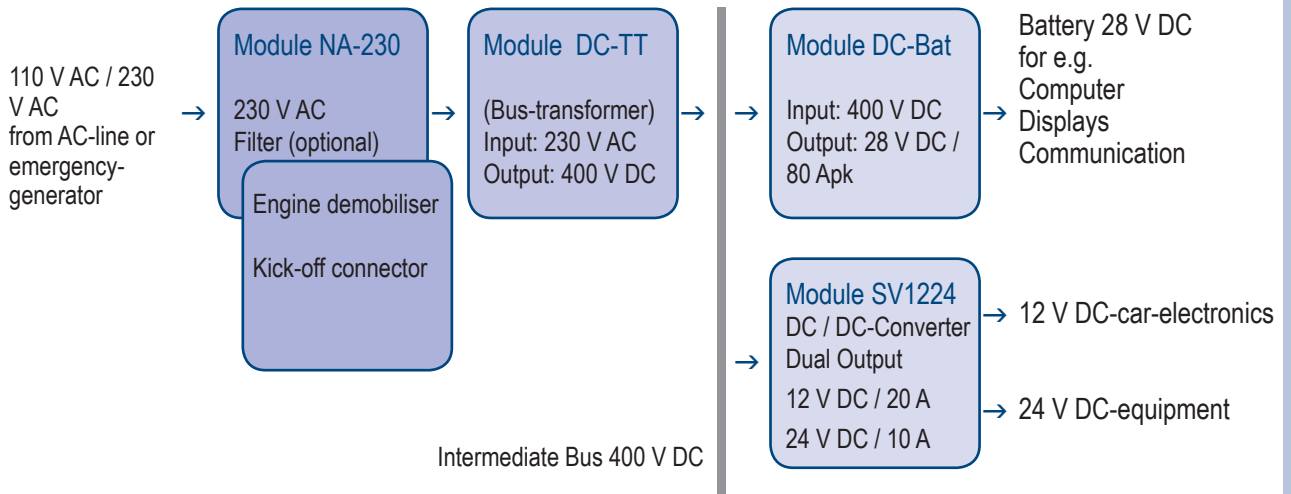 110 V AC / 230
V AC
from AC-line or
emergency-
generator
→
Module NA-230
230 V AC
Filter (optional)
Engine demobiliser
Kick-off connector
→
Module DC-TT
(Bus-transformer)
Input: 230 V AC
Output: 400 V DC
→
Intermediate Bus 400 V DC
→
Module DC-Bat
Input: 400 V DC
Output: 28 V DC /
80 Apk
→
Battery 28 V DC
for e.g.
Computer
Displays
Communication
→
Module SV1224
DC / DC-Converter
Dual Output
12 V DC / 20 A
24 V DC / 10 A
→ 12 V DC-car-electronics
→ 24 V DC-equipment